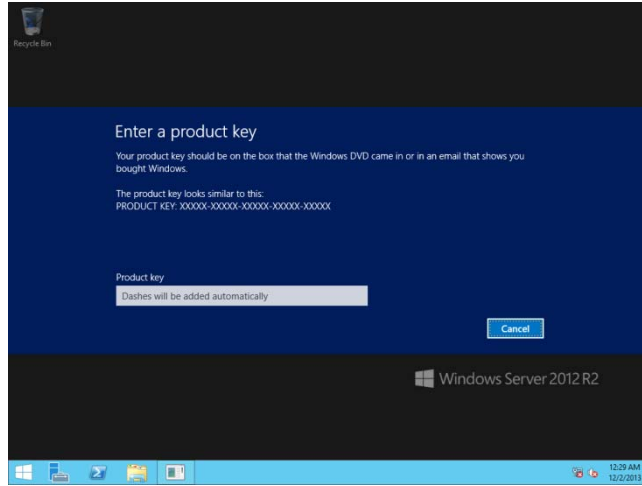 Recycle Bin
Enter a product key
Your product key should be on the box that the Windows DVD came in or in an email that shows you
bought Windows.
The product key looks similar to this:
PRODUCT KEY: XXXXX-XXXXX-XXXXX-XXXXX-XXXXX
Product key
Dashes will be added automatically
Cancel
Windows Server 2012 R2
12:29 AM
12/2/2013